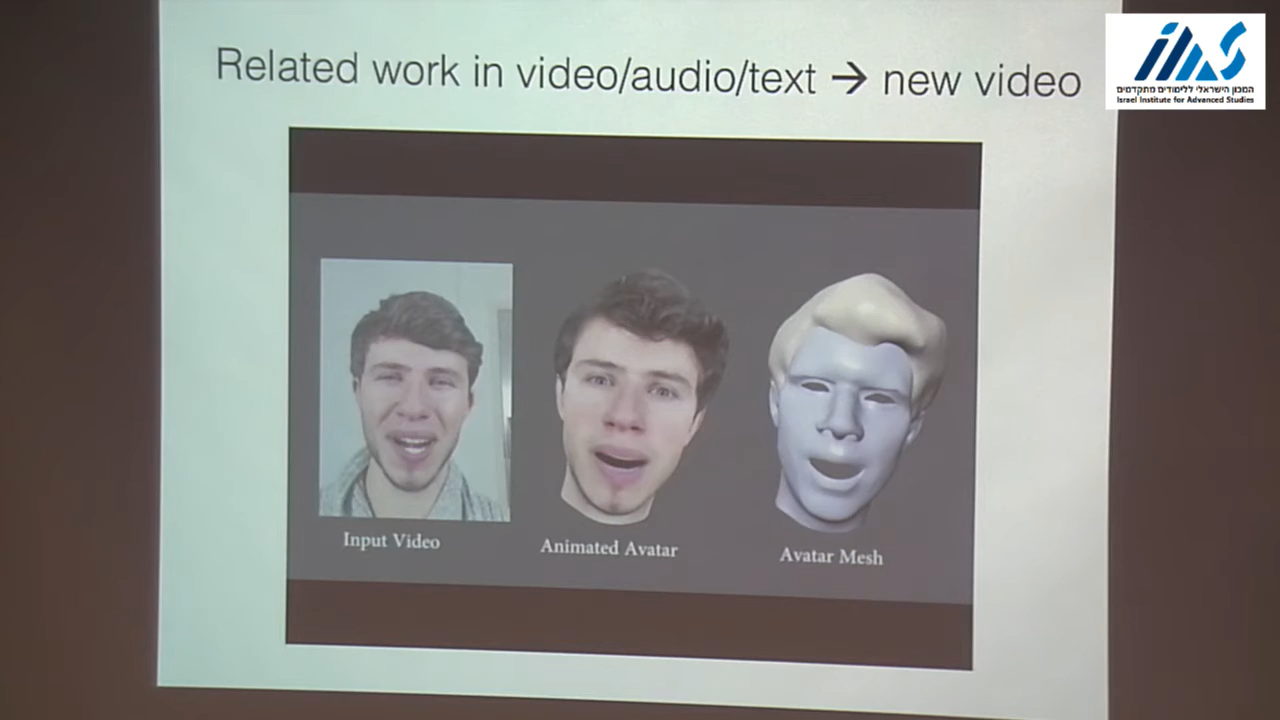 Related work in video/audio/text → new video
המכון הישראלי ללימודים מתקדמים
Israel Institute for Advanced Studies
Input Video
Animated Avatar
Avatar Mesh